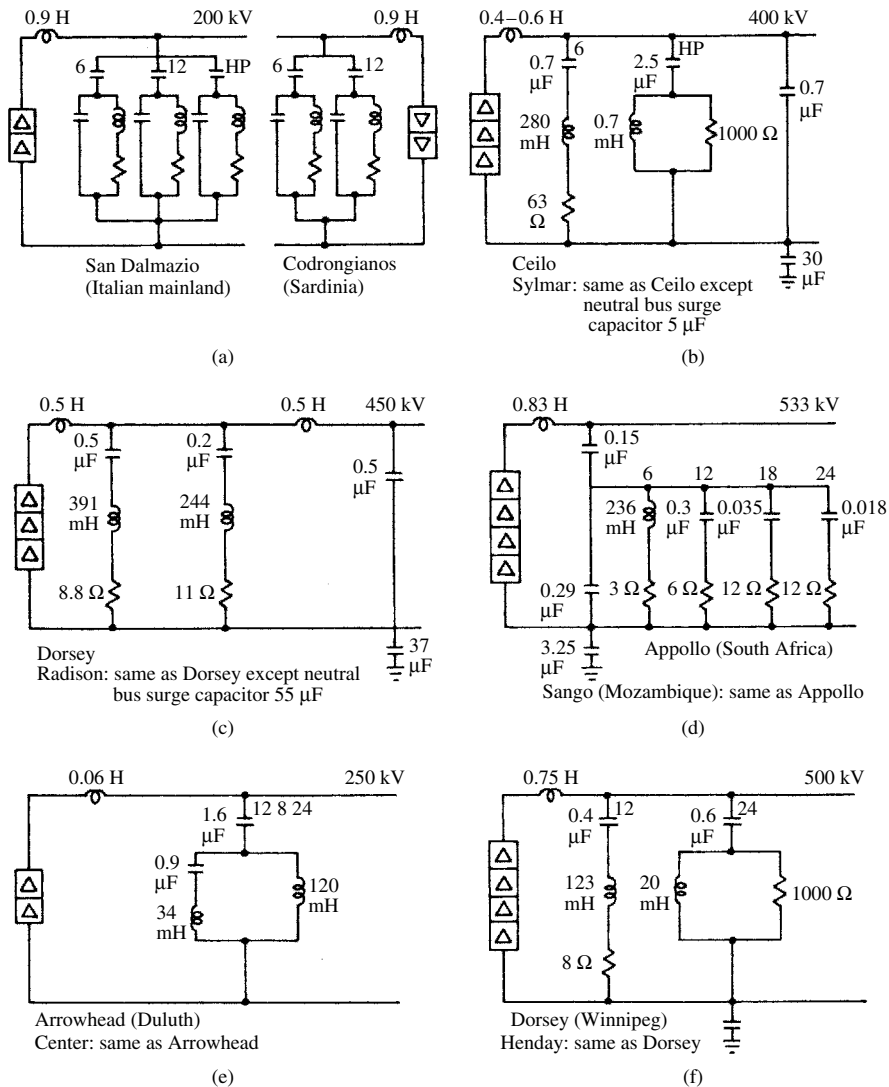 0.9 H
200 kV
0.9 H
6
12
HP
6
12
San Dalmazio
(Italian mainland)
Codrongianos
(Sardinia)
(a)
0.4–0.6 H
400 kV
6
0.7
μF
280
mH
63
Ω
HP
2.5
μF
0.7
mH
1000 Ω
0.7
μF
30
μF
Ceilo
Sylmar: same as Ceilo except
neutral bus surge
capacitor 5 μF
(b)
0.5 H
0.5 H
450 kV
0.5
μF
391
mH
8.8 Ω
0.2
μF
244
mH
11 Ω
0.5
μF
37
μF
Dorsey
Radison: same as Dorsey except neutral
bus surge capacitor 55 μF
(c)
0.83 H
533 kV
0.15
μF
6
12
18
24
236
mH
0.3
μF
0.035
μF
0.018
μF
0.29
μF
3 Ω
6 Ω
12 Ω
12 Ω
3.25
μF
Appollo (South Africa)
Sango (Mozambique): same as Appollo
(d)
0.06 H
250 kV
1.6
μF
12 8 24
0.9
μF
34
mH
120
mH
Arrowhead (Duluth)
Center: same as Arrowhead
(e)
0.75 H
500 kV
0.4
μF
12
123
mH
8 Ω
0.6
μF
24
20
mH
1000 Ω
Dorsey (Winnipeg)
Henday: same as Dorsey
(f)